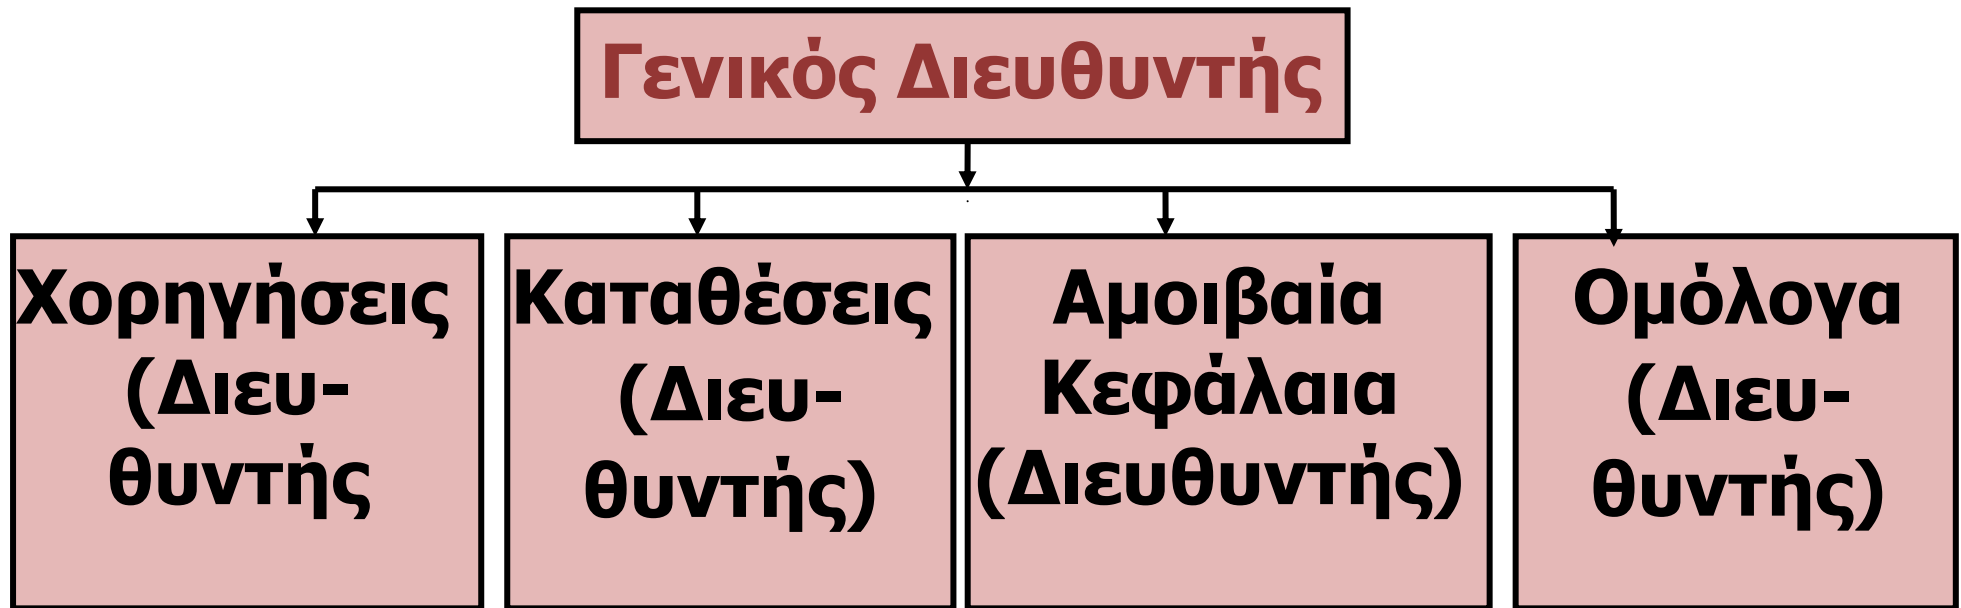 Γενικός Διευθυντής
Χορηγήσεις
(Διευ-
θυντής
Καταθέσεις
(Διευ-
θυντής)
Αμοιβαία
Κεφάλαια
(Διευθυντής)
Ομόλογα
(Διευ-
θυντής)